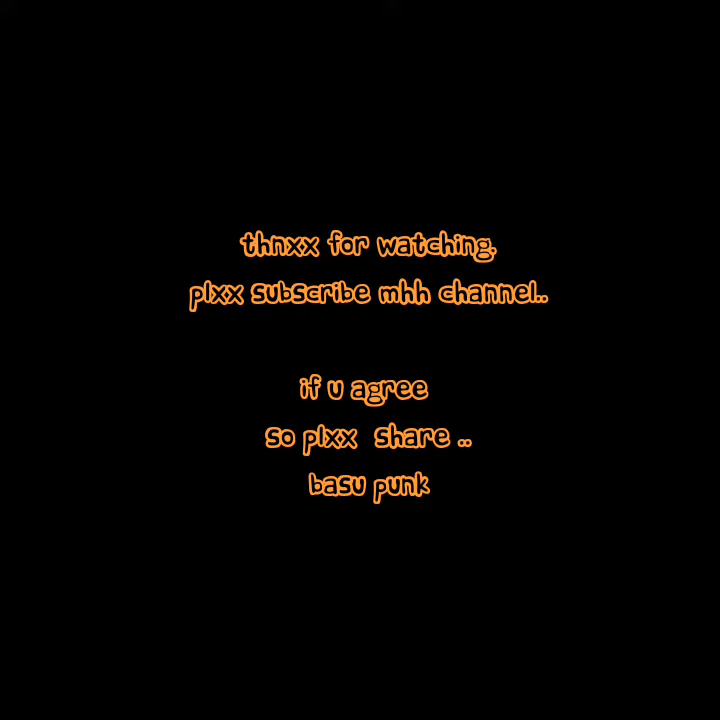 thnxx for watching.
plxx subscribe mhh channel..
if u agree
so plxx share ..
basu punk